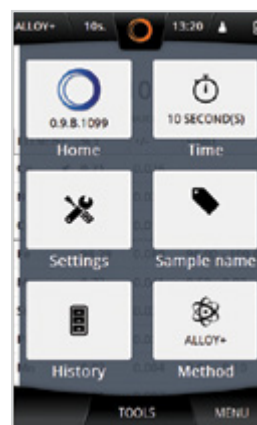 ALLOY+ 10s. 13:20
0.9.B.1099 10 SECOND(S)
Home Time
Settings Sample name
ALLOY+
History Method
TOOLS MENU